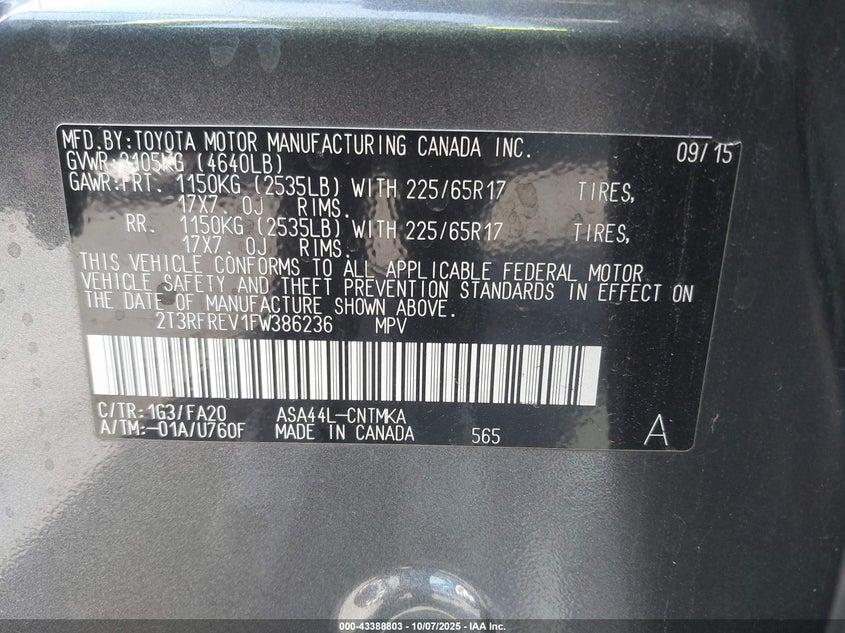 MFD.BY:TOYOTA MOTOR MANUFACTURING CANADA INC. 09/15
GVWR:2105KG (4640LB)
GAWR:FRT. 1150KG (2535LB) WITH 225/65R17 TIRES,
17X7.0J RIMS.
RR. 1150KG (2535LB) WITH 225/65R17 TIRES,
17X7.0J RIMS.
THIS VEHICLE CONFORMS TO ALL APPLICABLE FEDERAL MOTOR
VEHICLE SAFETY AND THEFT PREVENTION STANDARDS IN EFFECT ON
THE DATE OF MANUFACTURE SHOWN ABOVE.
2T3RFREV1FW386236 MPV
C/TR:1G3/FA20 ASA44L-CNTMKA
A/TM:-01A/U760F MADE IN CANADA 565 A
000-43388803 - 10/07/2025 - IAA Inc.